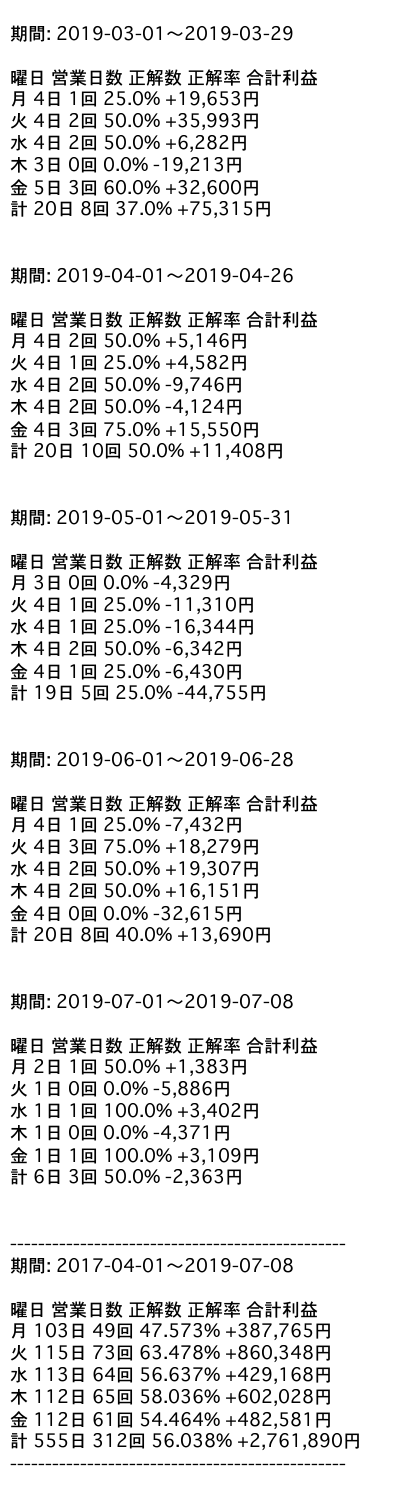 期間: 2019-03-01～2019-03-29
曜日 営業日数 正解数 正解率 合計利益
月 4日 1回 25.0% +19,653円
火 4日 2回 50.0% +35,993円
水 4日 2回 50.0% +6,282円
木 3日 0回 0.0% -19,213円
金 5日 3回 60.0% +32,600円
計 20日 8回 37.0% +75,315円
期間: 2019-04-01～2019-04-26
曜日 営業日数 正解数 正解率 合計利益
月 4日 2回 50.0% +5,146円
火 4日 1回 25.0% +4,582円
水 4日 2回 50.0% -9,746円
木 4日 2回 50.0% -4,124円
金 4日 3回 75.0% +15,550円
計 20日 10回 50.0% +11,408円
期間: 2019-05-01～2019-05-31
曜日 営業日数 正解数 正解率 合計利益
月 3日 0回 0.0% -4,329円
火 4日 1回 25.0% -11,310円
水 4日 1回 25.0% -16,344円
木 4日 2回 50.0% -6,342円
金 4日 1回 25.0% -6,430円
計 19日 5回 25.0% -44,755円
期間: 2019-06-01～2019-06-28
曜日 営業日数 正解数 正解率 合計利益
月 4日 1回 25.0% -7,432円
火 4日 3回 75.0% +18,279円
水 4日 2回 50.0% +19,307円
木 4日 2回 50.0% +16,151円
金 4日 0回 0.0% -32,615円
計 20日 8回 40.0% +13,690円
期間: 2019-07-01～2019-07-08
曜日 営業日数 正解数 正解率 合計利益
月 2日 1回 50.0% +1,383円
火 1日 0回 0.0% -5,886円
水 1日 1回 100.0% +3,402円
木 1日 0回 0.0% -4,371円
金 1日 1回 100.0% +3,109円
計 6日 3回 50.0% -2,363円
------------------------------------------------
期間: 2017-04-01～2019-07-08
曜日 営業日数 正解数 正解率 合計利益
月 103日 49回 47.573% +387,765円
火 115日 73回 63.478% +860,348円
水 113日 64回 56.637% +429,168円
木 112日 65回 58.036% +602,028円
金 112日 61回 54.464% +482,581円
計 555日 312回 56.038% +2,761,890円
------------------------------------------------